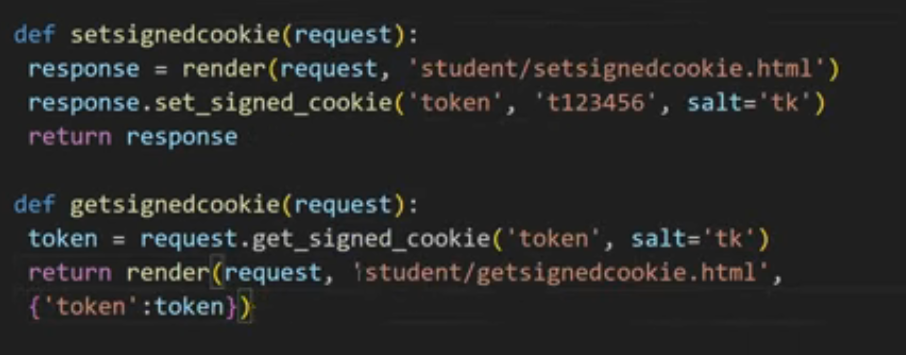 def setsignedcookie(request):
 response = render(request, 'student/setsignedcookie.html')
 response.set_signed_cookie('token', 't123456', salt='tk')
 return response

def getsignedcookie(request):
 token = request.get_signed_cookie('token', salt='tk')
 return render(request, 'student/getsignedcookie.html',
 {'token':token})